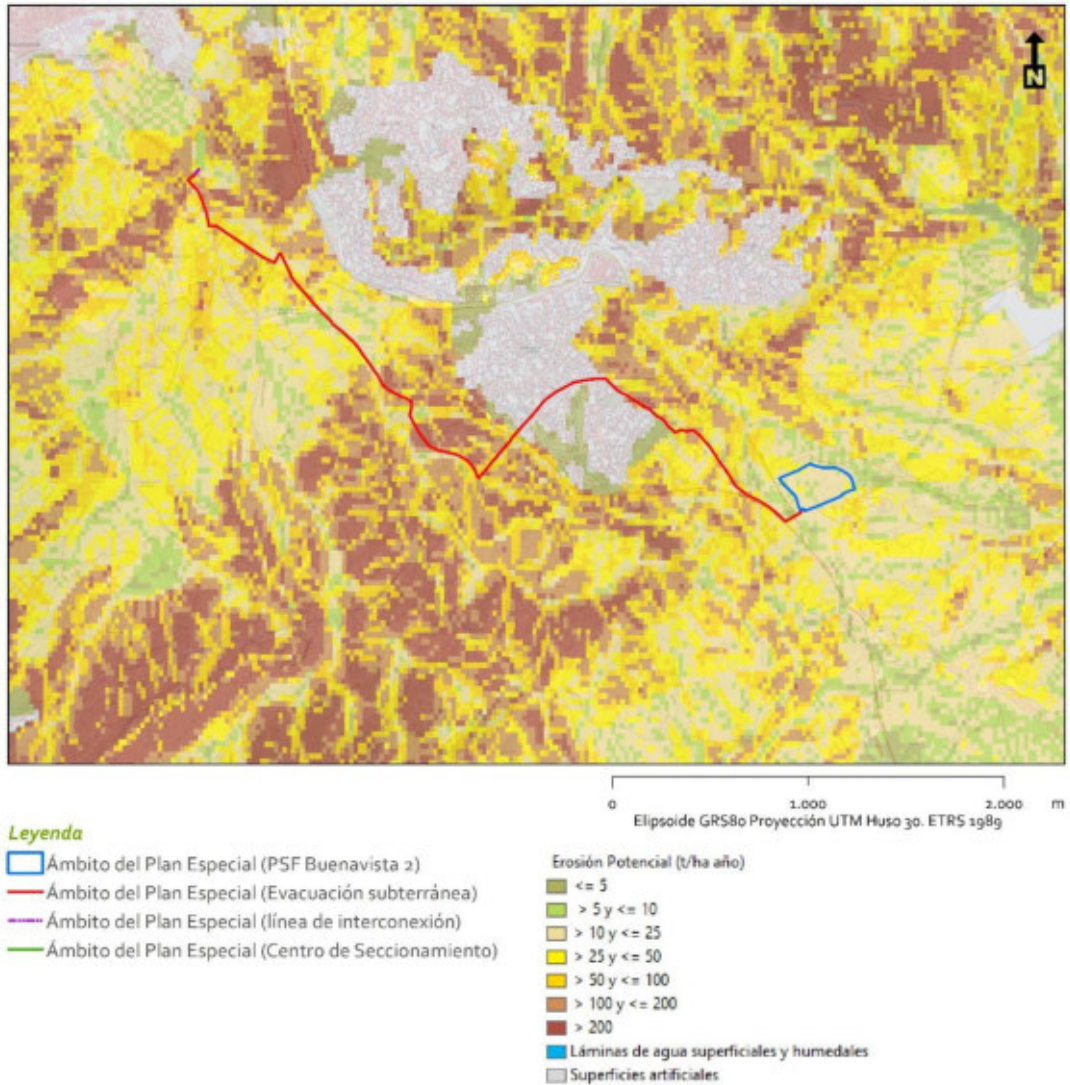 N
0 1.000 2.000 m
Elipsoide GRS80 Proyección UTM Huso 30. ETRS 1989
Leyenda
Ámbito del Plan Especial (PSF Buenavista 2)
Ámbito del Plan Especial (Evacuación subterránea)
Ámbito del Plan Especial (línea de interconexión)
Ámbito del Plan Especial (Centro de Seccionamiento)
Erosión Potencial (t/ha año)
<= 5
> 5 y <= 10
> 10 y <= 25
> 25 y <= 50
> 50 y <= 100
> 100 y <= 200
> 200
Láminas de agua superficiales y humedales
Superficies artificiales